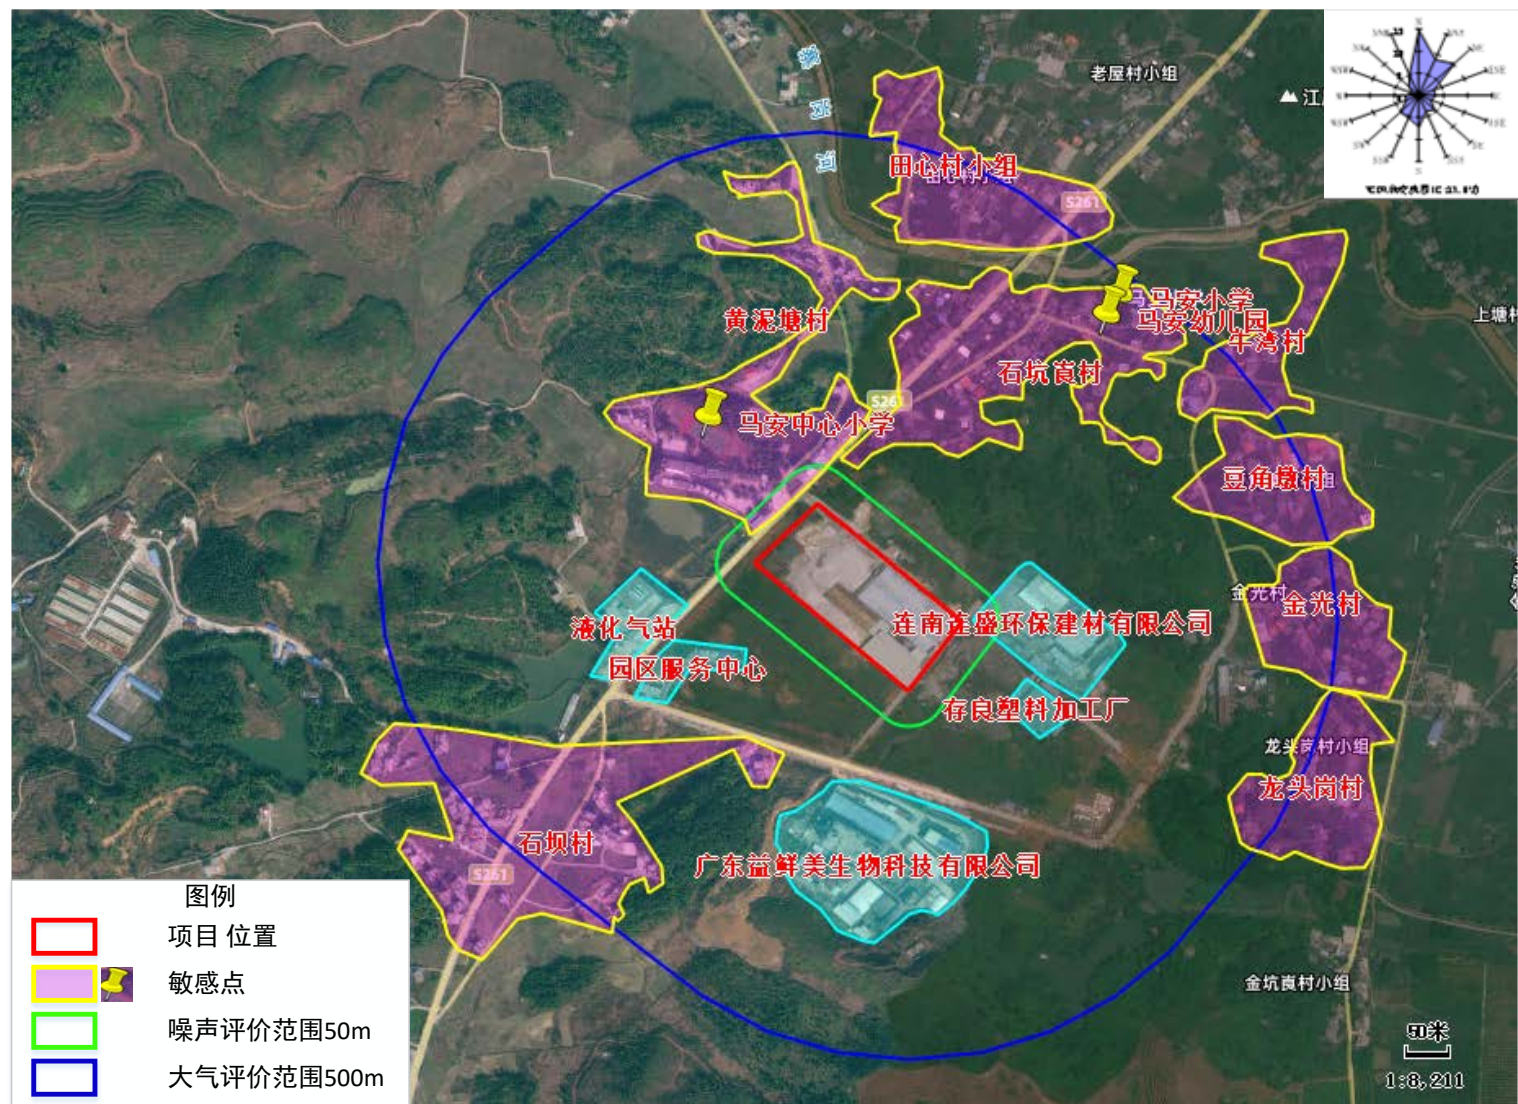 老屋村小组
江
N
田心村小组
S261
马安小学
马安幼儿园
牛湾村
上塘村
黄泥塘村
石坑崀村
S261
马安中心小学
豆角墩村
金光村
金光村
连南连盛环保建材有限公司
液化气站
园区服务中心
存良塑料加工厂
龙头岗村小组
龙头岗村
石坝村
广东益鲜美生物科技有限公司
S261
金坑崀村小组
图例
项目位置
敏感点
噪声评价范围50m
大气评价范围500m
50米
1:8,211